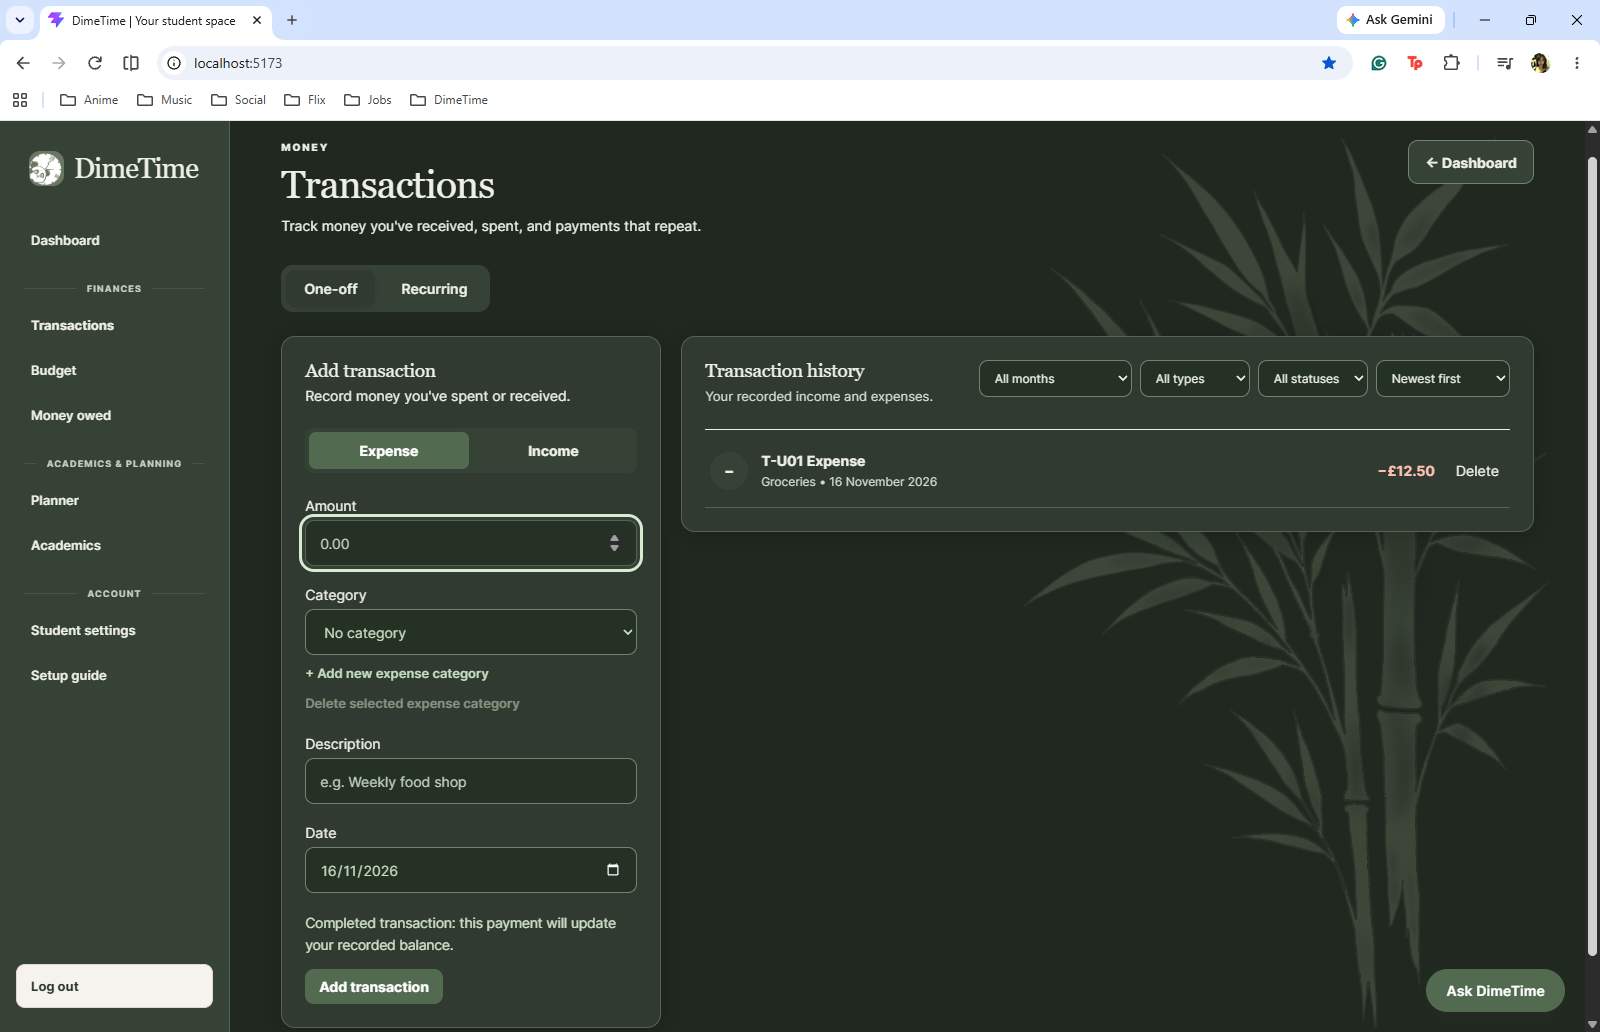 DimeTime | Your student space
Ask Gemini
localhost:5173
Anime
Music
Social
Flix
Jobs
DimeTime
DimeTime
Dashboard
FINANCES
Transactions
Budget
Money owed
ACADEMICS & PLANNING
Planner
Academics
ACCOUNT
Student settings
Setup guide
Log out
MONEY
Transactions
Track money you've received, spent, and payments that repeat.
← Dashboard
One-off
Recurring
Add transaction
Record money you've spent or received.
Expense
Income
Amount
0.00
Category
No category
+ Add new expense category
Delete selected expense category
Description
e.g. Weekly food shop
Date
16/11/2026
Completed transaction: this payment will update
your recorded balance.
Add transaction
Transaction history
Your recorded income and expenses.
All months
All types
All statuses
Newest first
T-U01 Expense
Groceries • 16 November 2026
−£12.50
Delete
Ask DimeTime